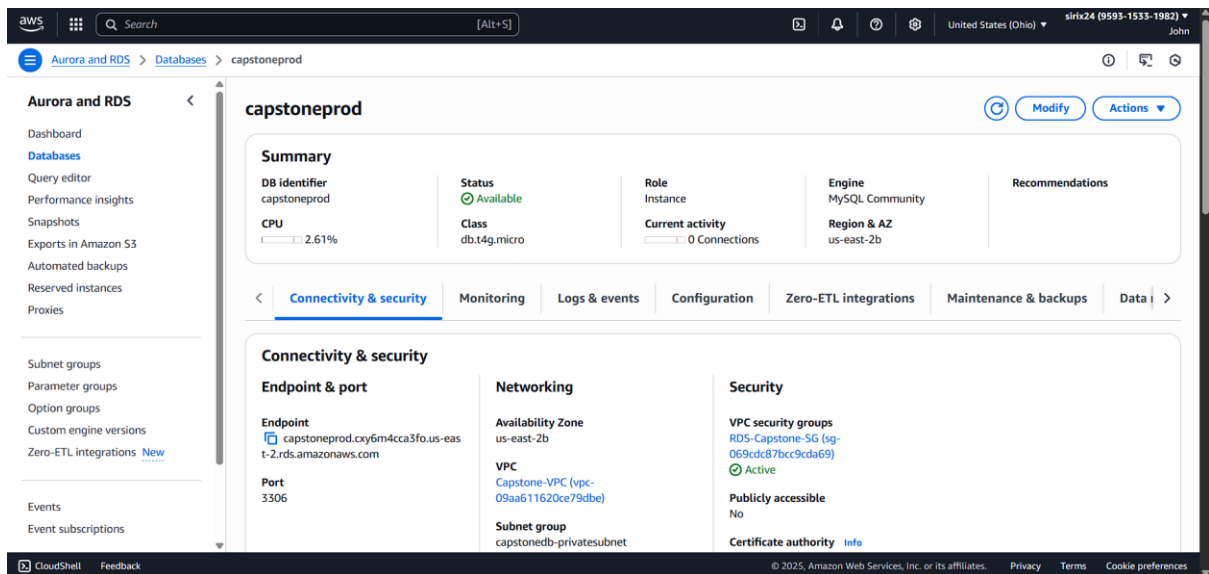 aws
Search
[Alt+S]
United States (Ohio)
sirix24 (9593-1533-1982)
John
Aurora and RDS > Databases > capstoneprod
Aurora and RDS
Dashboard
Databases
Query editor
Performance insights
Snapshots
Exports in Amazon S3
Automated backups
Reserved instances
Proxies
Subnet groups
Parameter groups
Option groups
Custom engine versions
Zero-ETL integrations New
Events
Event subscriptions
capstoneprod
Modify
Actions
Summary
DB identifier
capstoneprod
Status
Available
Role
Instance
Engine
MySQL Community
Recommendations
CPU
2.61%
Class
db.t4g.micro
Current activity
0 Connections
Region & AZ
us-east-2b
Connectivity & security
Monitoring
Logs & events
Configuration
Zero-ETL integrations
Maintenance & backups
Data
Connectivity & security
Endpoint & port
Endpoint
capstoneprod.cxy6m4cca3fo.us-eas
t-2.rds.amazonaws.com
Port
3306
Networking
Availability Zone
us-east-2b
VPC
Capstone-VPC (vpc-
09aa611620ce79dbe)
Subnet group
capstonedb-privatesubnet
Security
VPC security groups
RDS-Capstone-SG (sg-
069cdc87bcc9cda69)
Active
Publicly accessible
No
Certificate authority Info
CloudShell
Feedback
© 2025, Amazon Web Services, Inc. or its affiliates.
Privacy
Terms
Cookie preferences